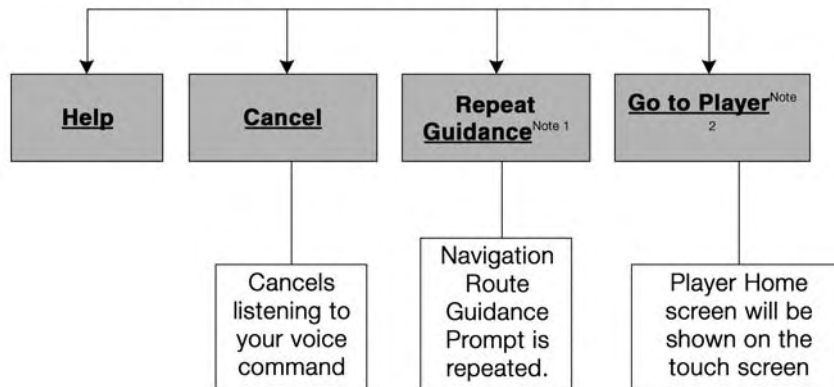 Help
Cancel
Repeat
Guidance Note 1
Go to Player Note
2
Cancels
listening to
your voice
command
Navigation
Route
Guidance
Prompt is
repeated.
Player Home
screen will be
shown on the
touch screen